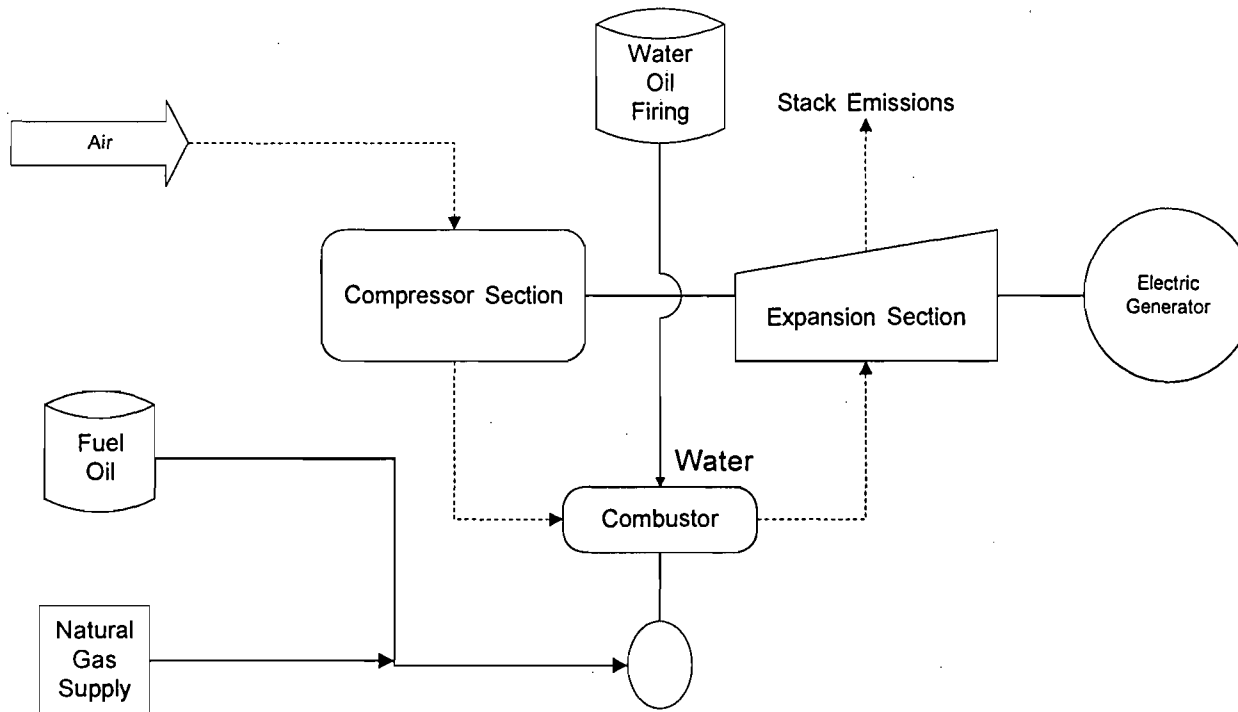 Water
Oil
Firing
Stack Emissions
Air
Compressor Section
Expansion Section
Electric
Generator
Fuel
Oil
Water
Combustor
Natural
Gas
Supply